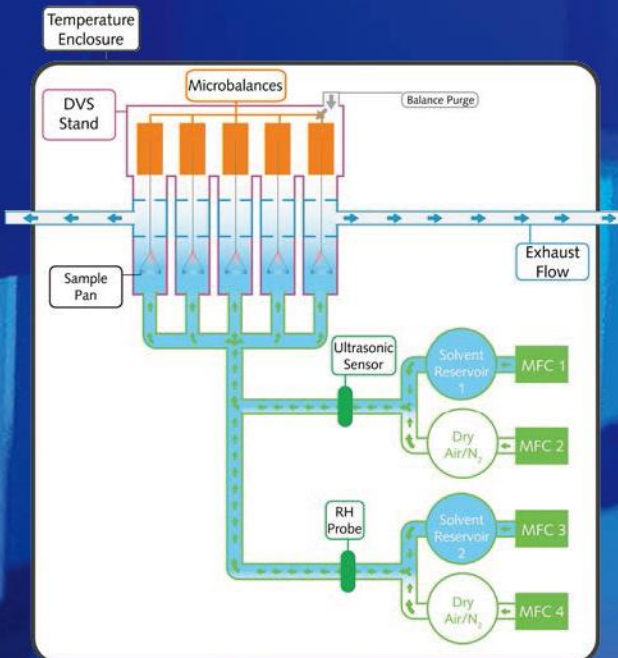 Temperature
Enclosure
Microbalances
DVS
Stand
Balance Purge
Sample
Pan
Exhaust
Flow
Ultrasonic
Sensor
Solvent
Reservoir
1
MFC 1
Dry
Air/N₂
MFC 2
RH
Probe
Solvent
Reservoir
2
MFC 3
Dry
Air/N₂
MFC 4